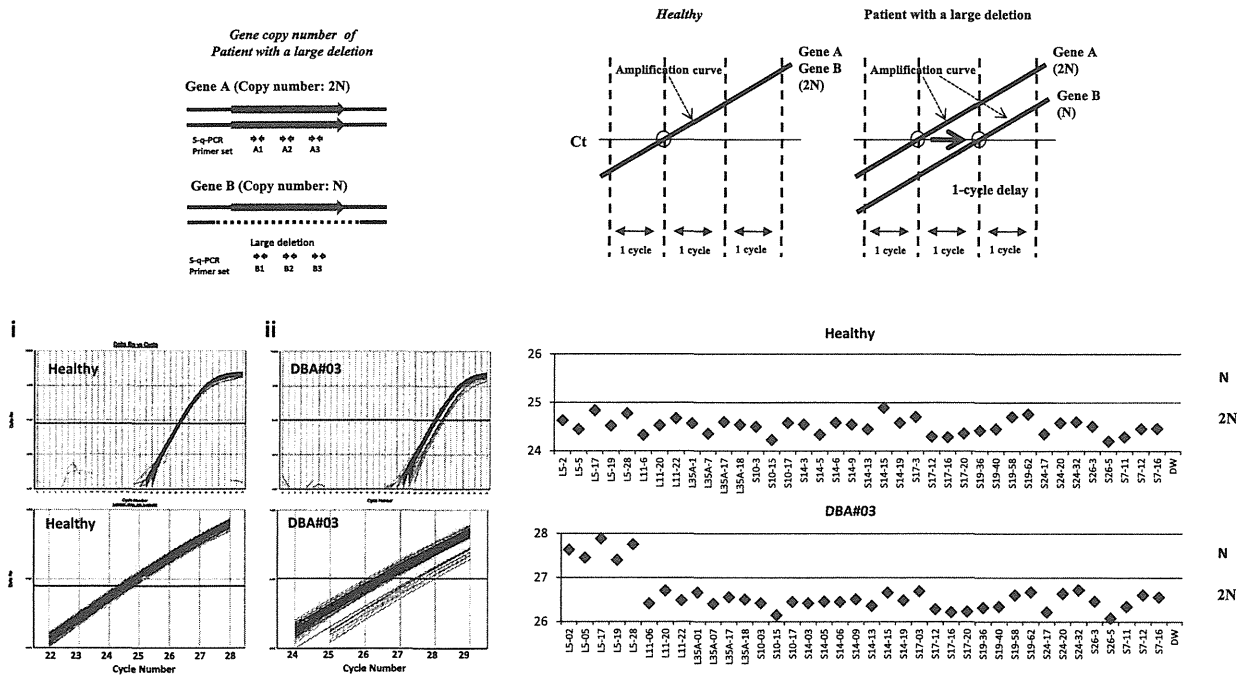 Gene copy number of
Patient with a large deletion
Gene A (Copy number: 2N)
S-q-PCR
Primer set
A1 A2 A3
Gene B (Copy number: N)
Large deletion
S-q-PCR
Primer set
B1 B2 B3
Healthy
Amplification curve
Gene A
Gene B
(2N)
Ct
1 cycle 1 cycle 1 cycle
Patient with a large deletion
Amplification curve
Gene A
(2N)
Gene B
(N)
1-cycle delay
1 cycle 1 cycle 1 cycle
i
Healthy
Healthy
22 23 24 25 26 27 28
Cycle Number
ii
DBA#03
DBA#03
24 25 26 27 28 29
Cycle Number
Healthy
26
25
24
N
2N
L5-2 L5-5 L5-17 L5-19 L5-28 L11-6 L11-20 L11-22 L35A-1 L35A-7 L35A-17 L35A-18 S10-3 S10-15 S10-17 S14-3 S14-5 S14-6 S14-9 S14-13 S14-15 S14-19 S17-3 S17-12 S17-16 S17-20 S19-36 S19-40 S19-58 S19-62 S24-17 S24-20 S24-32 S26-3 S26-5 S7-11 S7-12 S7-16 DW
DBA#03
28
27
26
N
2N
L5-02 L5-05 L5-17 L5-19 L5-28 L11-06 L11-20 L11-22 L35A-01 L35A-07 L35A-17 L35A-18 S10-03 S10-15 S10-17 S14-03 S14-05 S14-06 S14-09 S14-13 S14-15 S14-19 S17-03 S17-12 S17-16 S17-20 S19-36 S19-40 S19-58 S19-62 S24-17 S24-20 S24-32 S26-3 S26-5 S7-11 S7-12 S7-16 DW